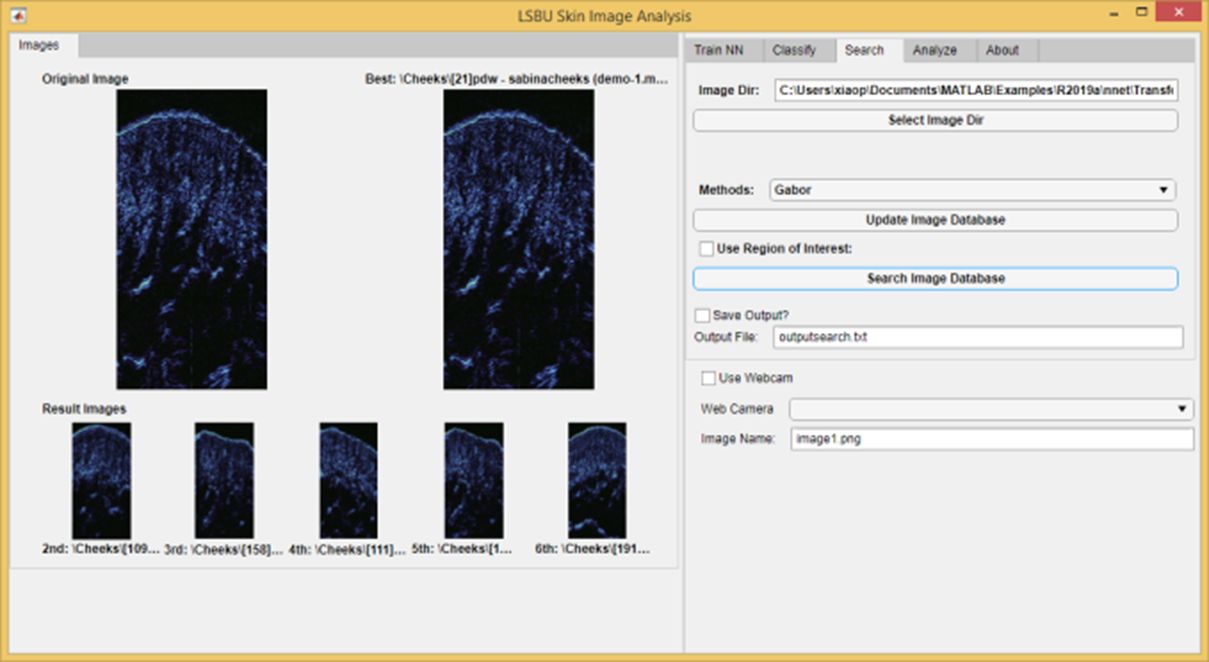 LSBU Skin Image Analysis
Images
Original Image
Best: \Cheeks\[21]pdw - sabinacheeks (demo-1.m...
Result Images
2nd: \Cheeks\[109... 3rd: \Cheeks\[158]... 4th: \Cheeks\[111]... 5th: \Cheeks\[1... 6th: \Cheeks\[191...
Train NN Classify Search Analyze About
Image Dir: C:\Users\xiaop\Documents\MATLAB\Examples\R2019a\nnet\Transfe
Select Image Dir
Methods: Gabor
Update Image Database
Use Region of Interest:
Search Image Database
Save Output?
Output File: outputsearch.txt
Use Webcam
Web Camera
Image Name: image1.png